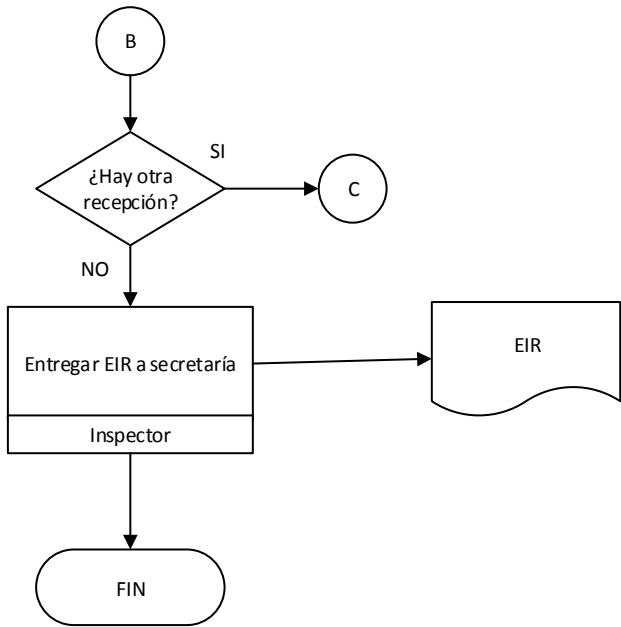 B
SI
¿Hay otra
recepción?
C
NO
Entregar EIR a secretaría
EIR
Inspector
FIN